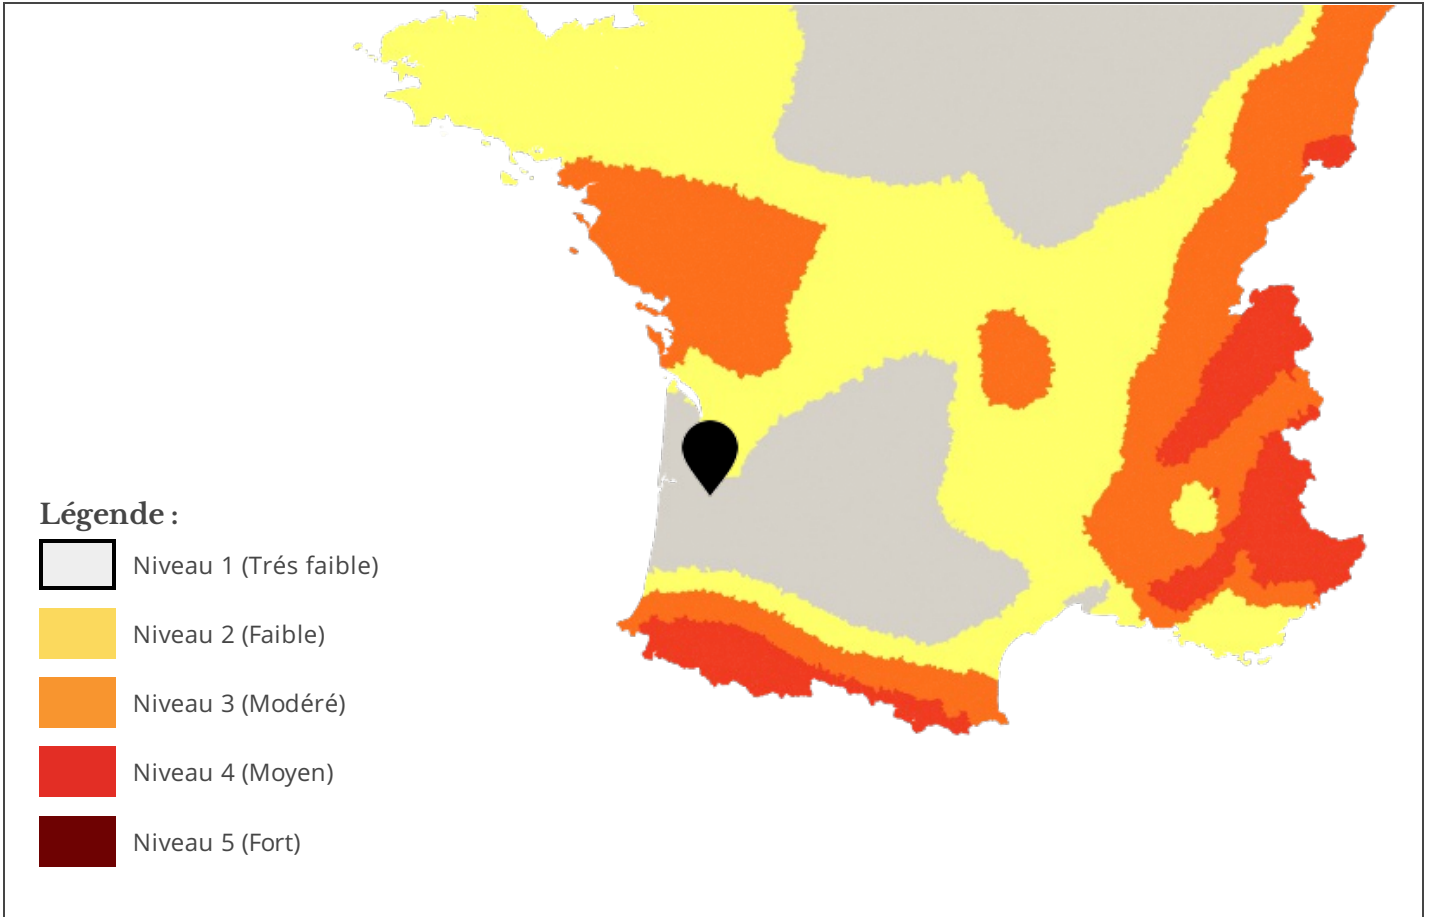 Légende :
Niveau 1 (Trés faible)
Niveau 2 (Faible)
Niveau 3 (Modéré)
Niveau 4 (Moyen)
Niveau 5 (Fort)